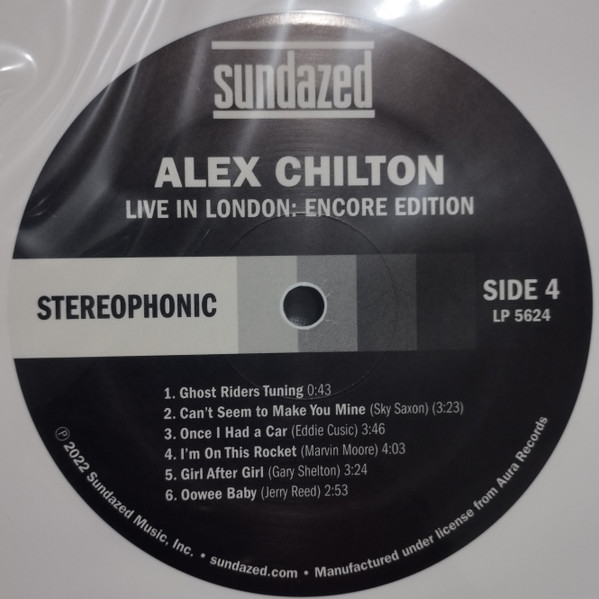 sundazed
ALEX CHILTON
LIVE IN LONDON: ENCORE EDITION
STEREOPHONIC
SIDE 4
LP 5624
1. Ghost Riders Tuning 0:43
2. Can't Seem to Make You Mine (Sky Saxon) (3:23)
3. Once I Had a Car (Eddie Cusic) 3:46
4. I'm On This Rocket (Marvin Moore) 4:03
5. Girl After Girl (Gary Shelton) 3:24
6. Oowee Baby (Jerry Reed) 2:53
℗ 2022 Sundazed Music, Inc. • sundazed.com • Manufactured under license from Aura Records